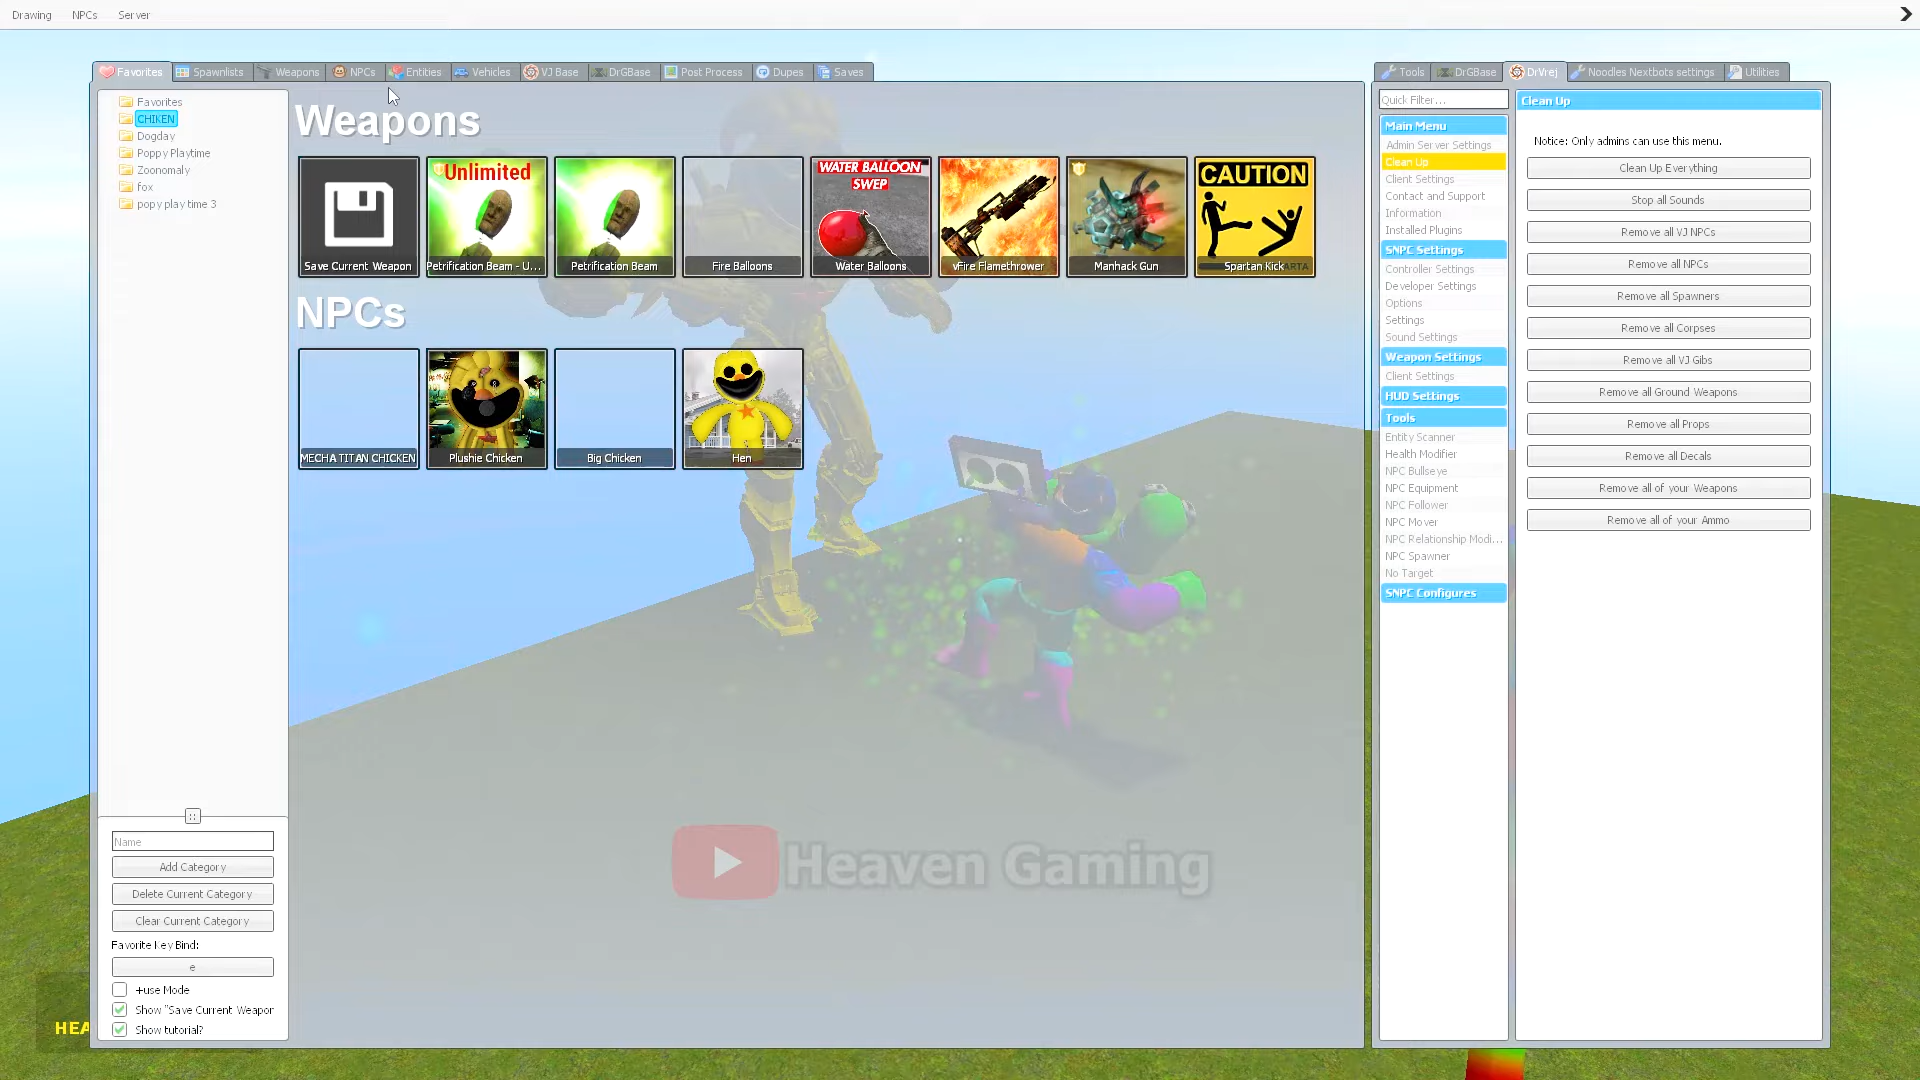 Drawing NPCs Server
Favorites Spawnlists Weapons NPCs Entities Vehicles VJ Base DrGBase Post Process Dupes Saves
Tools DrGBase DrVrej Noodles Nextbots settings Utilities
Favorites
CHIKEN
Dogday
Poppy Playtime
Zoonomaly
fox
popy play time 3
Weapons
Unlimited
WATER BALLOON
SWEP
CAUTION
Save Current Weapon
Petrification Beam - U...
Petrification Beam
Fire Balloons
Water Balloons
vFire Flamethrower
Manhack Gun
Spartan Kick
NPCs
MECHA TITAN CHICKEN
Plushie Chicken
Big Chicken
Hen
Heaven Gaming
Name
Add Category
Delete Current Category
Clear Current Category
Favorite Key Bind:
e
+use Mode
Show "Save Current Weapor
Show tutorial?
HEA
Quick Filter...
Main Menu
Admin Server Settings
Clean Up
Client Settings
Contact and Support
Information
Installed Plugins
SNPC Settings
Controller Settings
Developer Settings
Options
Settings
Sound Settings
Weapon Settings
Client Settings
HUD Settings
Tools
Entity Scanner
Health Modifier
NPC Bullseye
NPC Equipment
NPC Follower
NPC Mover
NPC Relationship Modi...
NPC Spawner
No Target
SNPC Configures
Clean Up
Notice: Only admins can use this menu.
Clean Up Everything
Stop all Sounds
Remove all VJ NPCs
Remove all NPCs
Remove all Spawners
Remove all Corpses
Remove all VJ Gibs
Remove all Ground Weapons
Remove all Props
Remove all Decals
Remove all of your Weapons
Remove all of your Ammo